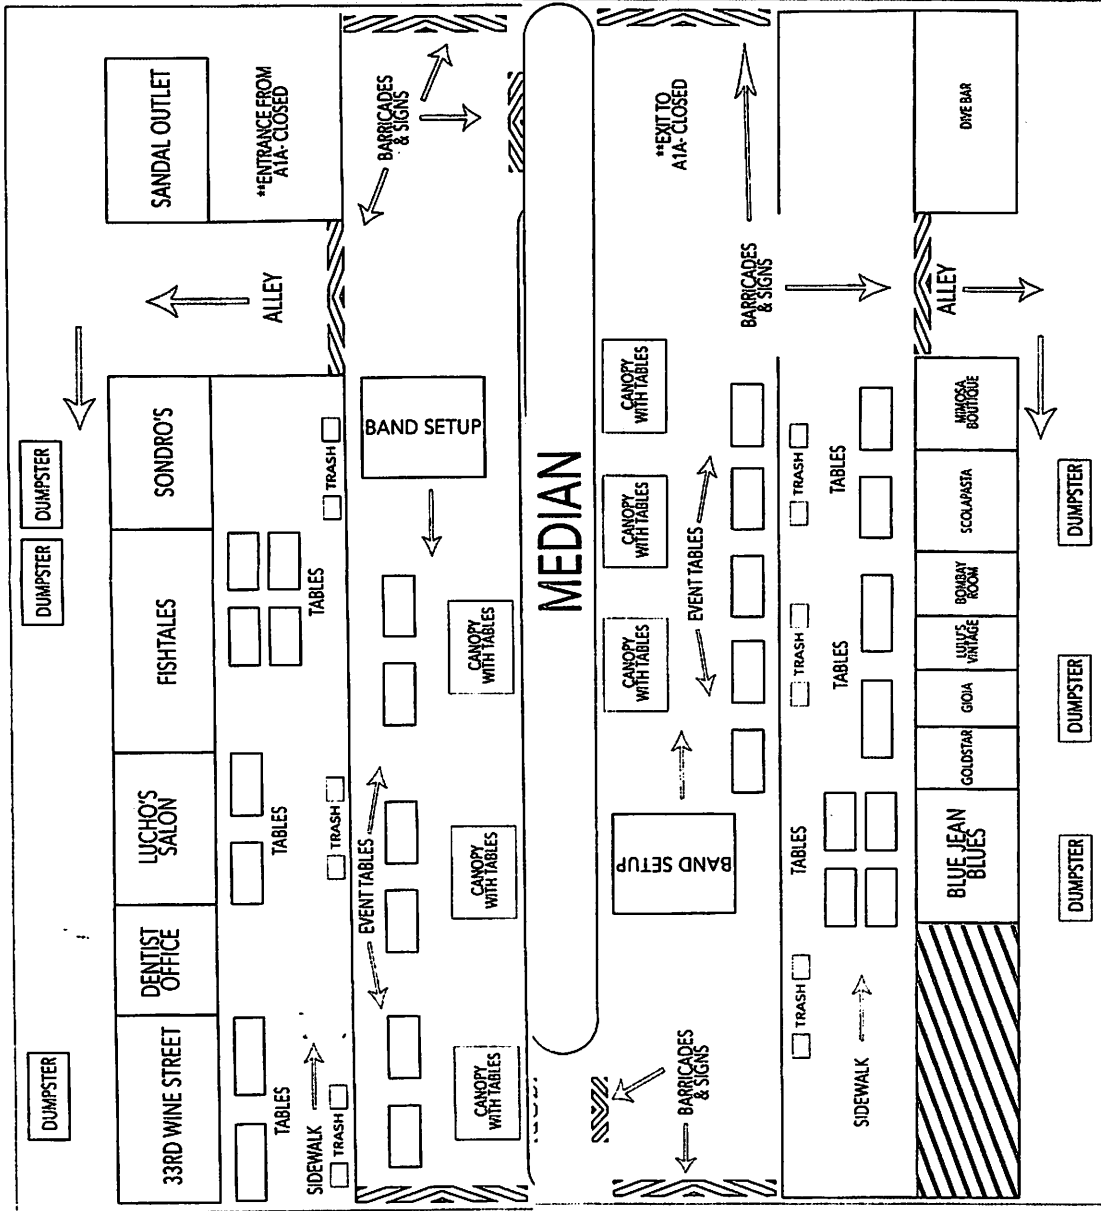 DUMPSTER
DUMPSTER
DUMPSTER
33RD WINE STREET
DENTIST
OFFICE
LUCHO'S
SALON
FISHTALES
SONDRO'S
SANDAL OUTLET
ALLEY
**ENTRANCE FROM
A1A- CLOSED
TABLES
TABLES
TABLES
SIDEWALK
TRASH
TRASH
TRASH
EVENT TABLES
BAND SETUP
BARRICADES
& SIGNS
CANOPY
WITH TABLES
CANOPY
WITH TABLES
CANOPY
WITH TABLES
MEDIAN
CANOPY
WITH TABLES
CANOPY
WITH TABLES
CANOPY
WITH TABLES
BARRICADES
& SIGNS
BAND SETUP
EVENT TABLES
**EXIT TO
A1A- CLOSED
BARRICADES
& SIGNS
TRASH
TRASH
TRASH
TABLES
TABLES
TABLES
SIDEWALK
BLUE JEAN
BLUES
GOLDSTAR
GIOIA
LULU'S
VINTAGE
BOMBAY
ROOM
SCOLAPASTA
MIMOSA
BOUTIQUE
ALLEY
DIVE BAR
DUMPSTER
DUMPSTER
DUMPSTER